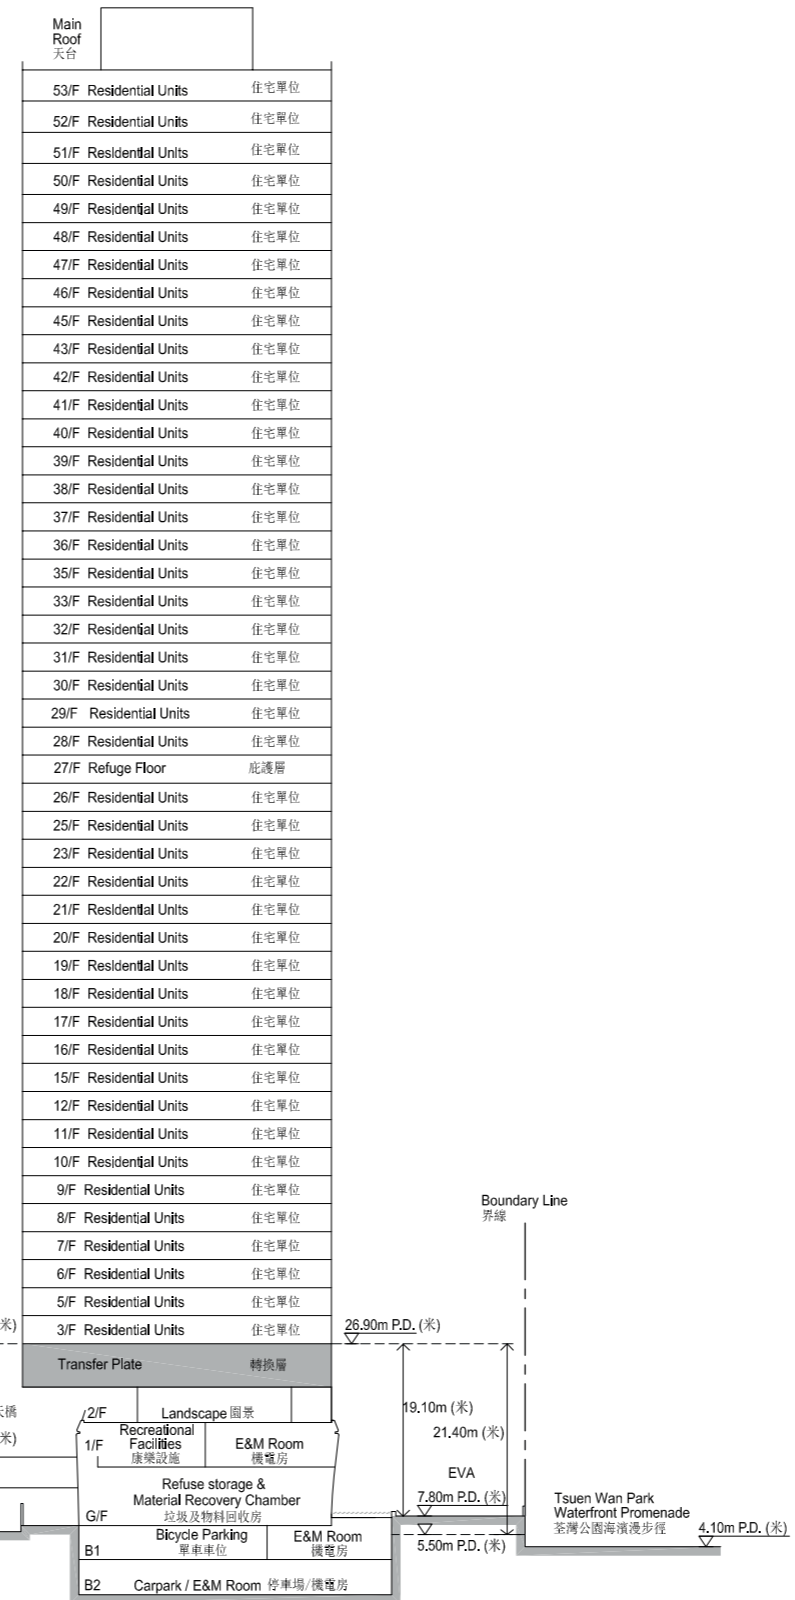 Main
Roof
天台
53/F Residential Units 住宅單位
52/F Residential Units 住宅單位
51/F Residential Units 住宅單位
50/F Residential Units 住宅單位
49/F Residential Units 住宅單位
48/F Residential Units 住宅單位
47/F Residential Units 住宅單位
46/F Residential Units 住宅單位
45/F Residential Units 住宅單位
43/F Residential Units 住宅單位
42/F Residential Units 住宅單位
41/F Residential Units 住宅單位
40/F Residential Units 住宅單位
39/F Residential Units 住宅單位
38/F Residential Units 住宅單位
37/F Residential Units 住宅單位
36/F Residential Units 住宅單位
35/F Residential Units 住宅單位
33/F Residential Units 住宅單位
32/F Residential Units 住宅單位
31/F Residential Units 住宅單位
30/F Residential Units 住宅單位
29/F Residential Units 住宅單位
28/F Residential Units 住宅單位
27/F Refuge Floor 庇護層
26/F Residential Units 住宅單位
25/F Residential Units 住宅單位
23/F Residential Units 住宅單位
22/F Residential Units 住宅單位
21/F Residential Units 住宅單位
20/F Residential Units 住宅單位
19/F Residential Units 住宅單位
18/F Residential Units 住宅單位
17/F Residential Units 住宅單位
16/F Residential Units 住宅單位
15/F Residential Units 住宅單位
12/F Residential Units 住宅單位
11/F Residential Units 住宅單位
10/F Residential Units 住宅單位
9/F Residential Units 住宅單位
8/F Residential Units 住宅單位
7/F Residential Units 住宅單位
6/F Residential Units 住宅單位
5/F Residential Units 住宅單位
3/F Residential Units 住宅單位
Boundary Line
界線
米)
26.90m P.D. (米)
Transfer Plate 轉換層
天橋
2/F Landscape 園景
19.10m (米)
21.40m (米)
米)
1/F
Recreational
Facilities
康樂設施
E&M Room
機電房
EVA
Refuse storage &
Material Recovery Chamber
垃圾及物料回收房
G/F
7.80m P.D. (米)
5.50m P.D. (米)
Tsuen Wan Park
Waterfront Promenade
荃灣公園海濱漫步徑
4.10m P.D. (米)
B1
Bicycle Parking
單車車位
E&M Room
機電房
B2 Carpark / E&M Room 停車場/機電房